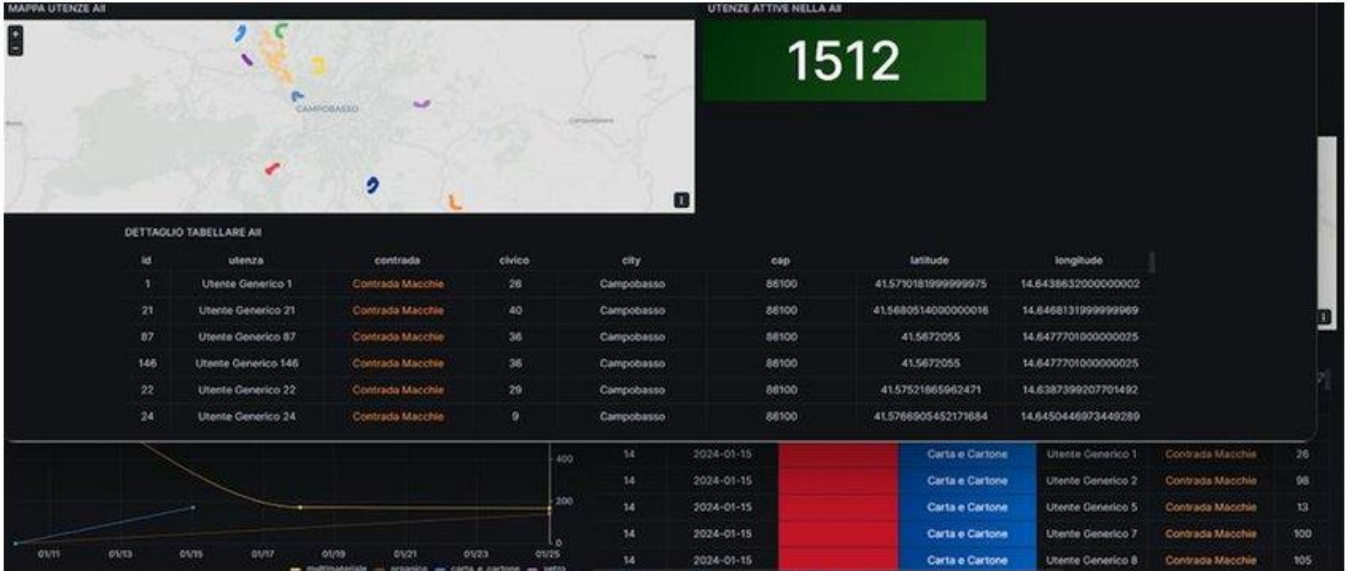 MAPPA UTENZE All
UTENZE ATTIVE NELLA All
+
-
1512
CAMPOBASSO
i
DETTAGLIO TABELLARE All
id utenza contrada civico city cap latitude longitude
1 Utente Generico 1 Contrada Macchie 26 Campobasso 86100 41.5710181999999975 14.6438632000000002
21 Utente Generico 21 Contrada Macchie 40 Campobasso 86100 41.5680514000000016 14.6468131999999969
87 Utente Generico 87 Contrada Macchie 36 Campobasso 86100 41.5672055 14.6477701000000025
146 Utente Generico 146 Contrada Macchie 36 Campobasso 86100 41.5672055 14.6477701000000025
22 Utente Generico 22 Contrada Macchie 29 Campobasso 86100 41.57521865962471 14.6387399207701492
24 Utente Generico 24 Contrada Macchie 9 Campobasso 86100 41.5766905452171684 14.6450446973449289
400
200
0
01/11 01/13 01/15 01/17 01/19 01/21 01/23 01/25
multimateriale organico carta_e_cartone vetro
14 2024-01-15 Carta e Cartone Utente Generico 1 Contrada Macchie 26
14 2024-01-15 Carta e Cartone Utente Generico 2 Contrada Macchie 98
14 2024-01-15 Carta e Cartone Utente Generico 5 Contrada Macchie 13
14 2024-01-15 Carta e Cartone Utente Generico 7 Contrada Macchie 100
14 2024-01-15 Carta e Cartone Utente Generico 8 Contrada Macchie 105